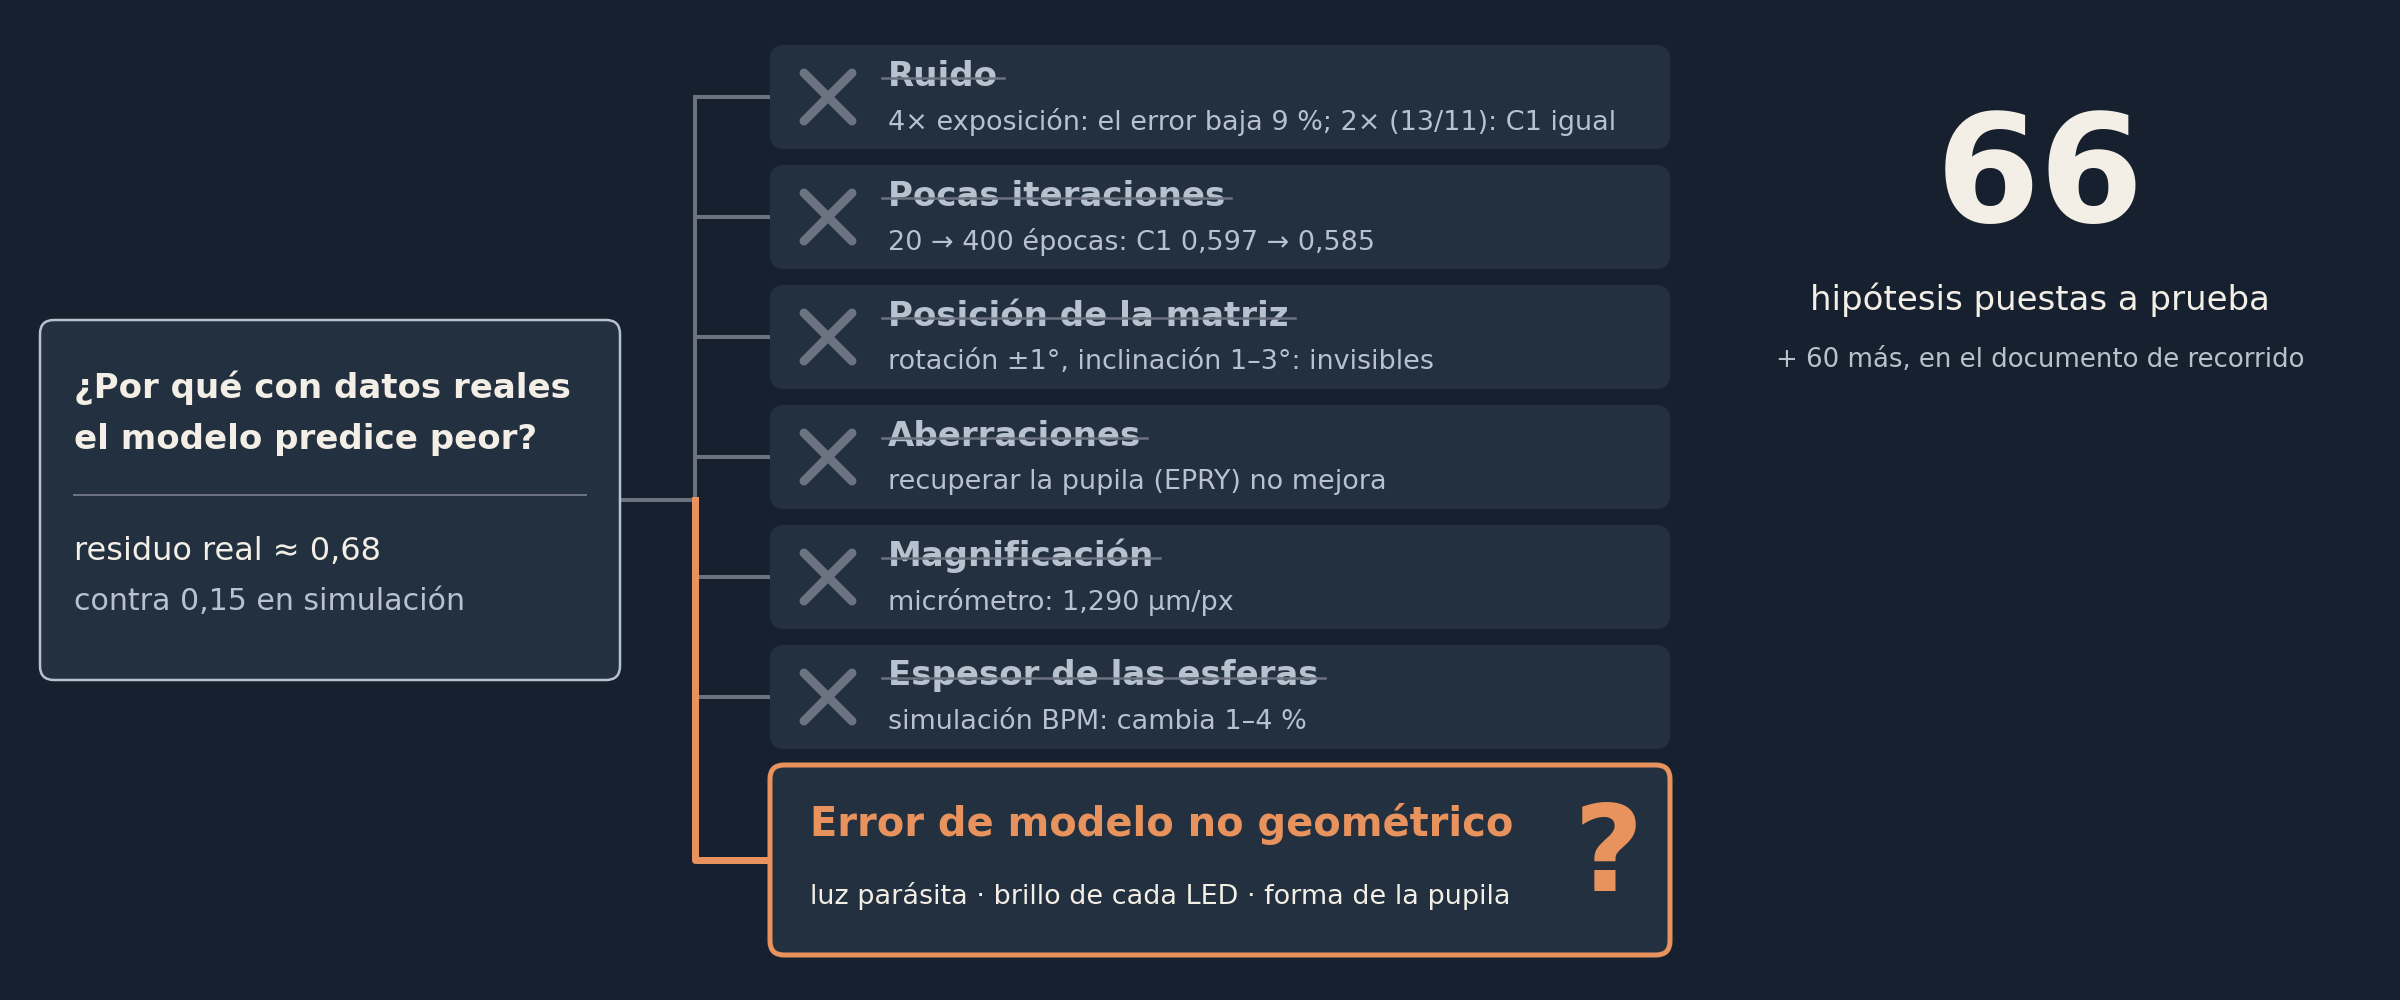 ¿Por qué con datos reales
el modelo predice peor?
residuo real ≈ 0,68
contra 0,15 en simulación
Ruido
4× exposición: el error baja 9 %; 2× (13/11): C1 igual
Pocas iteraciones
20 → 400 épocas: C1 0,597 → 0,585
Posición de la matriz
rotación ±1°, inclinación 1–3°: invisibles
Aberraciones
recuperar la pupila (EPRY) no mejora
Magnificación
micrómetro: 1,290 µm/px
Espesor de las esferas
simulación BPM: cambia 1–4 %
Error de modelo no geométrico
?
luz parásita · brillo de cada LED · forma de la pupila
66
hipótesis puestas a prueba
+ 60 más, en el documento de recorrido